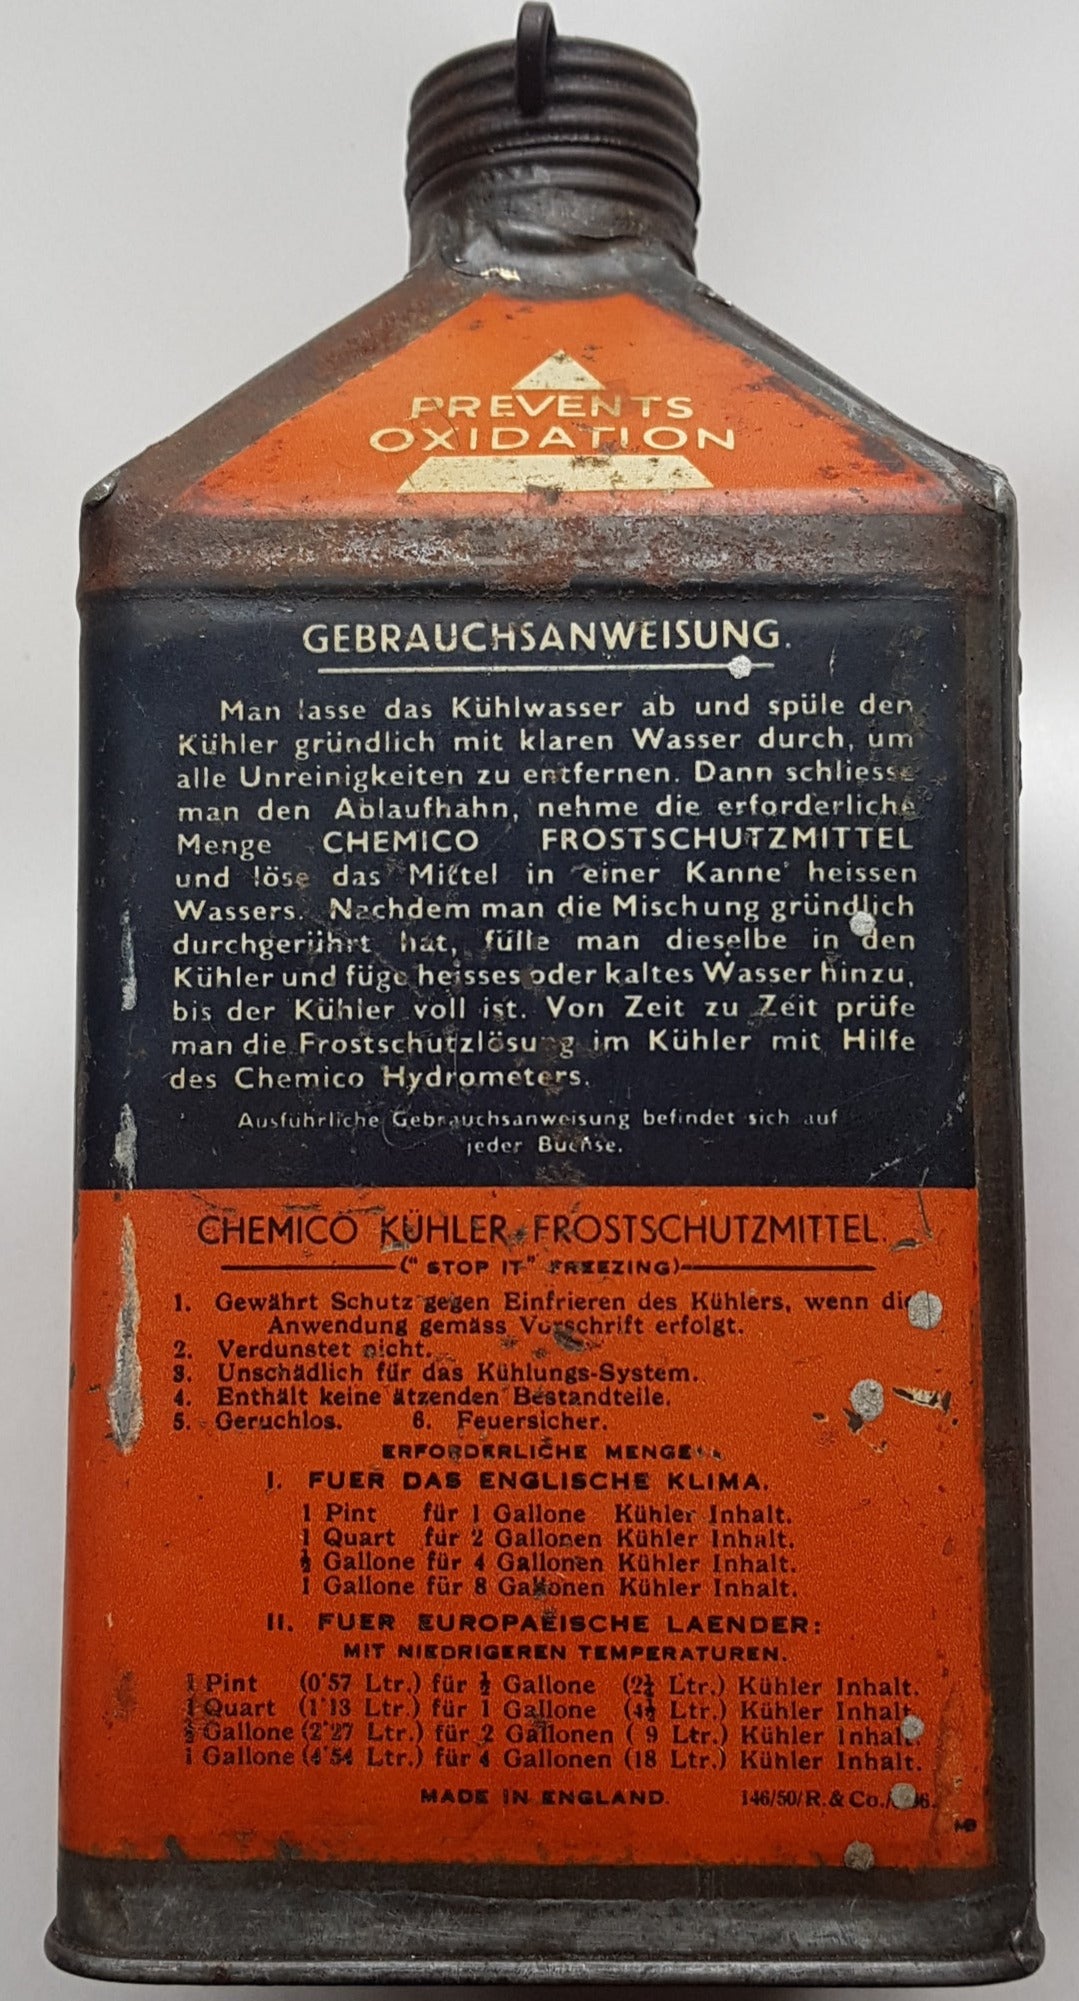 PREVENTS
OXIDATION
GEBRAUCHSANWEISUNG.
Man lasse das Kühlwasser ab und spüle den
Kühler gründlich mit klaren Wasser durch, um
alle Unreinigkeiten zu entfernen. Dann schliesse
man den Ablaufhahn, nehme die erforderliche
Menge CHEMICO FROSTSCHUTZMITTEL
und löse das Mittel in einer Kanne heissen
Wassers. Nachdem man die Mischung gründlich
durchgerührt hat, fülle man dieselbe in den
Kühler und füge heisses oder kaltes Wasser hinzu,
bis der Kühler voll ist. Von Zeit zu Zeit prüfe
man die Frostschutzlösung im Kühler mit Hilfe
des Chemico Hydrometers.
Ausführliche Gebrauchsanweisung befindet sich auf
jeder Buchse.
CHEMICO KÜHLER-FROSTSCHUTZMITTEL.
("STOP IT" FREEZING)
1. Gewährt Schutz gegen Einfrieren des Kühlers, wenn die
Anwendung gemäss Vorschrift erfolgt.
2. Verdunstet nicht.
3. Unschädlich für das Kühlungs-System.
4. Enthält keine ätzenden Bestandteile.
5. Geruchlos. 6. Feuersicher.
ERFORDERLICHE MENGE
I. FUER DAS ENGLISCHE KLIMA.
1 Pint für 1 Gallone Kühler Inhalt.
1 Quart für 2 Gallonen Kühler Inhalt.
½ Gallone für 4 Gallonen Kühler Inhalt.
1 Gallone für 8 Gallonen Kühler Inhalt.
II. FUER EUROPAEISCHE LAENDER:
MIT NIEDRIGEREN TEMPERATUREN.
1 Pint (0·57 Ltr.) für ½ Gallone (2¼ Ltr.) Kühler Inhalt.
1 Quart (1·13 Ltr.) für 1 Gallone (4½ Ltr.) Kühler Inhalt.
½ Gallone (2·27 Ltr.) für 2 Gallonen ( 9 Ltr.) Kühler Inhalt.
1 Gallone (4·54 Ltr.) für 4 Gallonen (18 Ltr.) Kühler Inhalt.
MADE IN ENGLAND. 146/50/R. & Co./